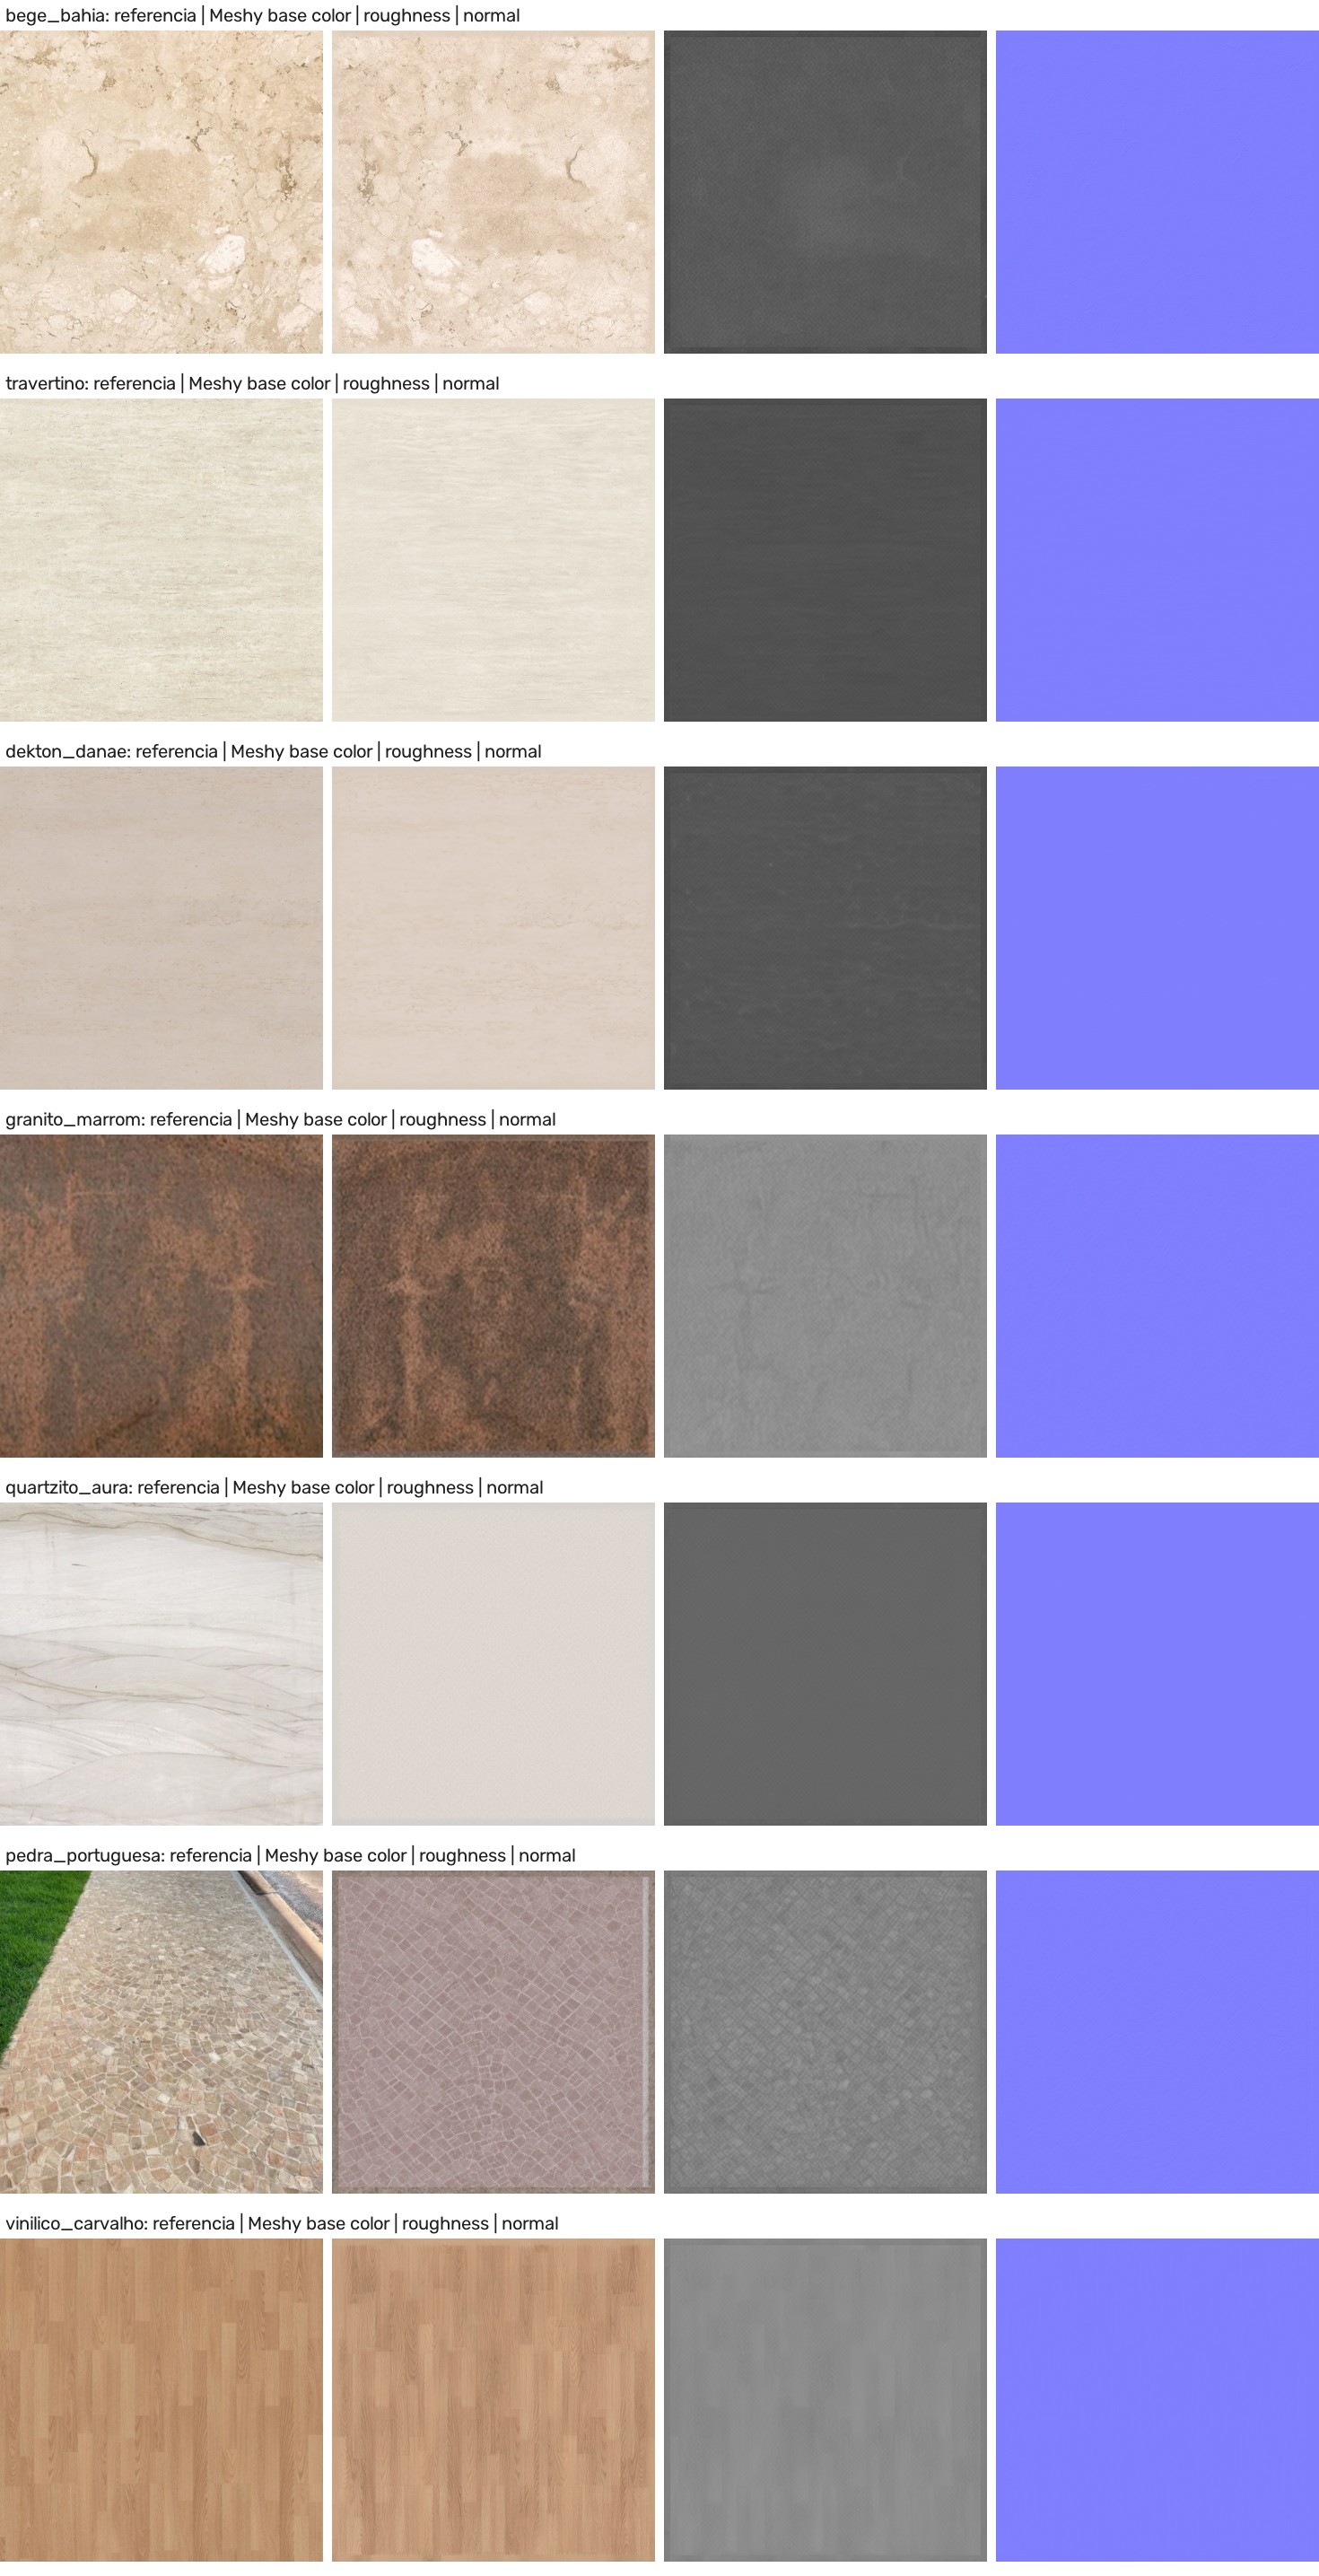 bege_bahia: referencia | Meshy base color | roughness | normal
travertino: referencia | Meshy base color | roughness | normal
dekton_danae: referencia | Meshy base color | roughness | normal
granito_marrom: referencia | Meshy base color | roughness | normal
quartzito_aura: referencia | Meshy base color | roughness | normal
pedra_portuguesa: referencia | Meshy base color | roughness | normal
vinilico_carvalho: referencia | Meshy base color | roughness | normal